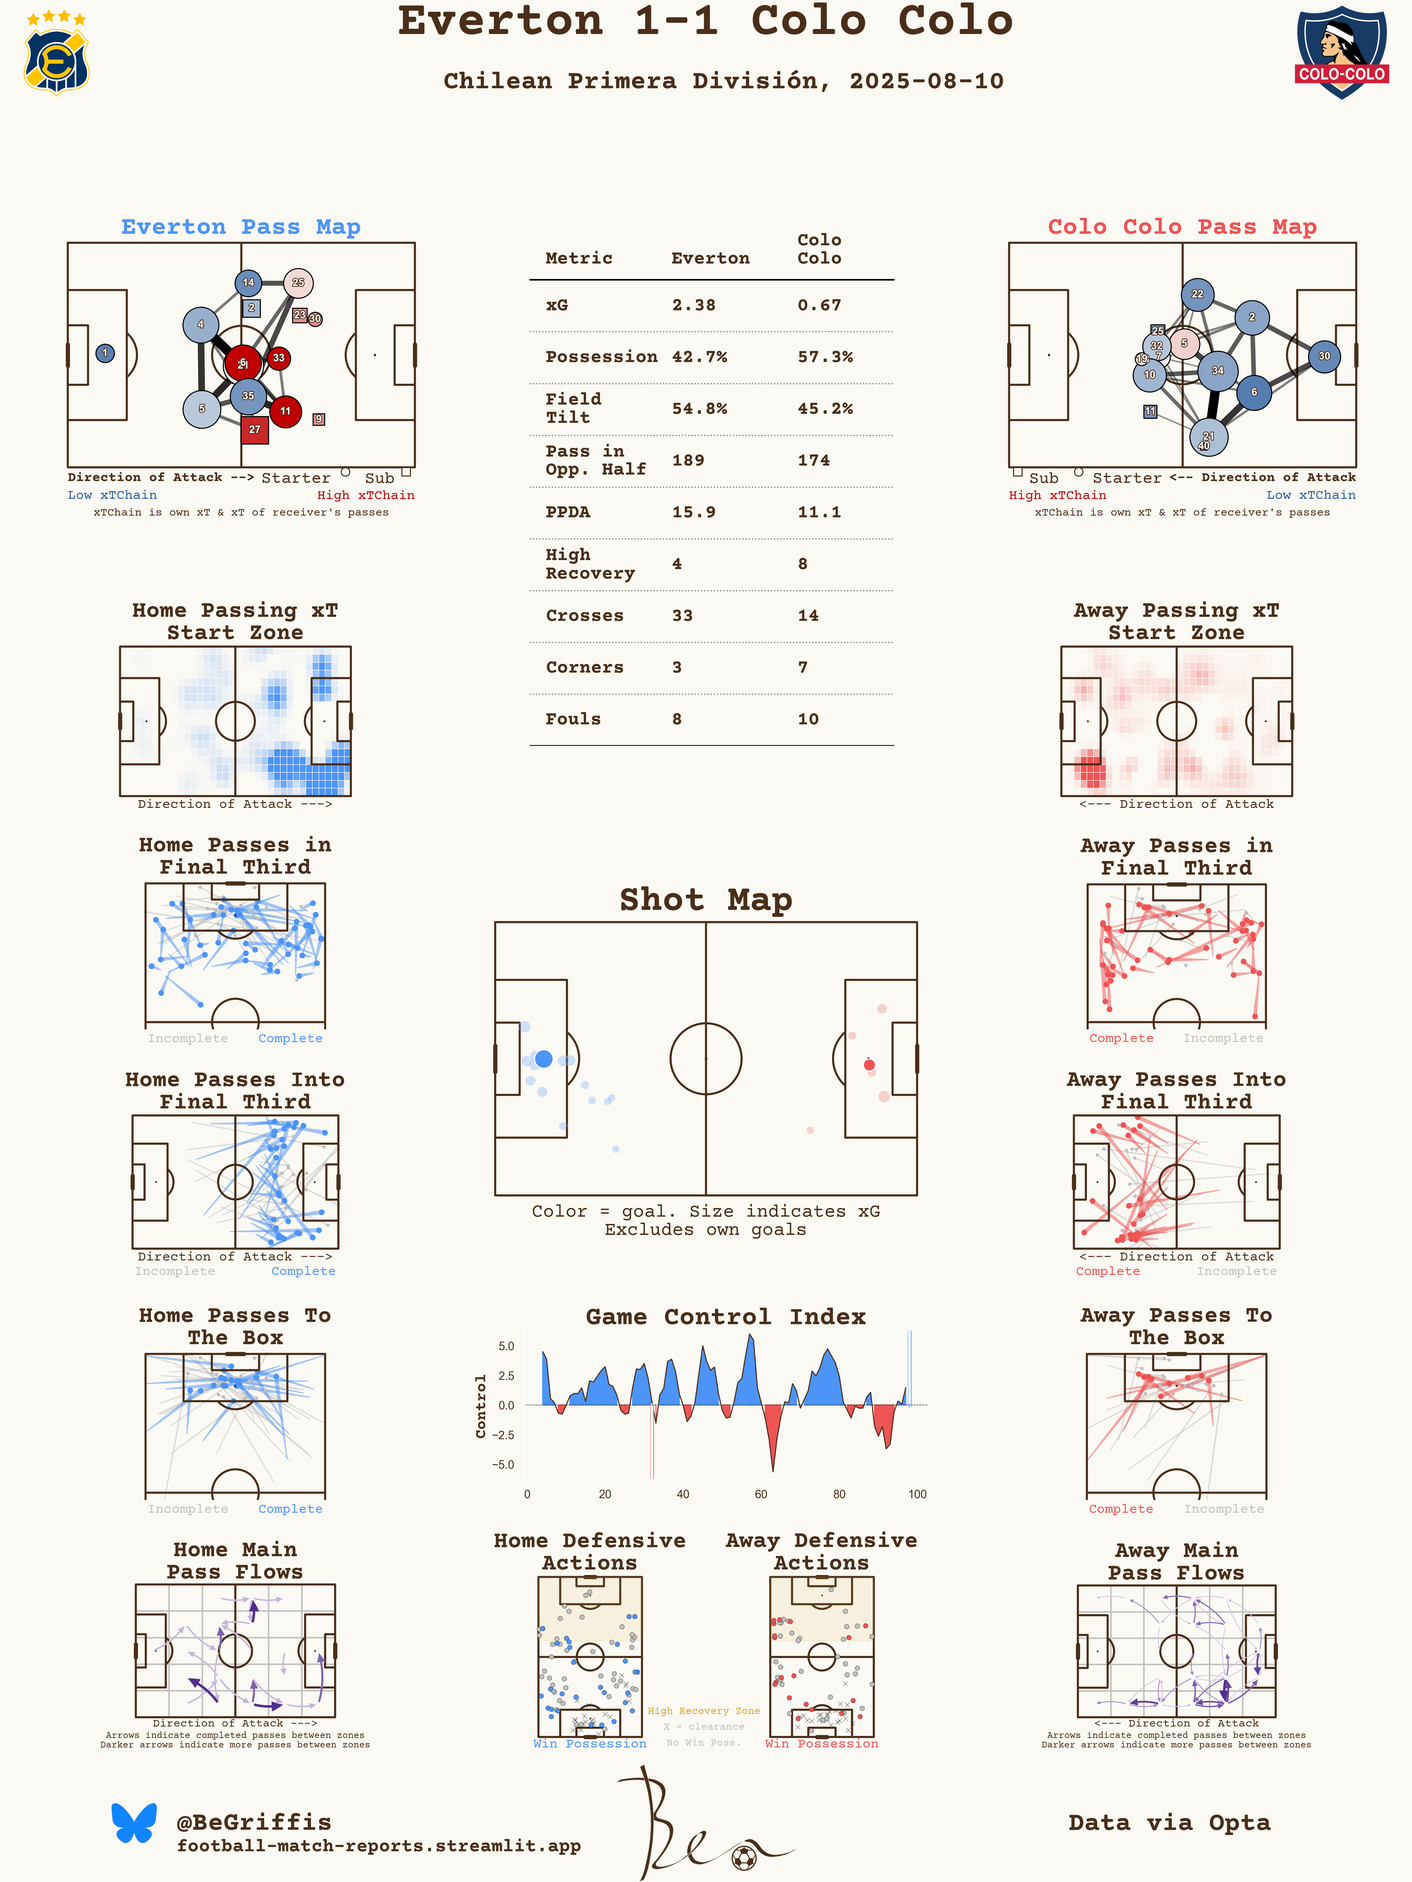 Everton 1-1 Colo Colo
Chilean Primera División, 2025-08-10
COLO-COLO
Everton Pass Map
1
14
25
2
23
30
4
6
21
33
35
5
11
9
27
Direction of Attack --> Starter Sub
Low xTChain High xTChain
xTChain is own xT & xT of receiver's passes
Metric Everton Colo Colo
xG 2.38 0.67
Possession 42.7% 57.3%
Field Tilt 54.8% 45.2%
Pass in Opp. Half 189 174
PPDA 15.9 11.1
High Recovery 4 8
Crosses 33 14
Corners 3 7
Fouls 8 10
Colo Colo Pass Map
22
2
25
32
5
19
7
30
10
34
6
11
21
40
Sub Starter <-- Direction of Attack
High xTChain Low xTChain
xTChain is own xT & xT of receiver's passes
Home Passing xT
Start Zone
Direction of Attack --->
Away Passing xT
Start Zone
<--- Direction of Attack
Home Passes in
Final Third
Incomplete Complete
Away Passes in
Final Third
Complete Incomplete
Shot Map
Color = goal. Size indicates xG
Excludes own goals
Home Passes Into
Final Third
Direction of Attack --->
Incomplete Complete
Away Passes Into
Final Third
<--- Direction of Attack
Complete Incomplete
Home Passes To
The Box
Incomplete Complete
Game Control Index
Control
5.0
2.5
0.0
−2.5
−5.0
0 20 40 60 80 100
Away Passes To
The Box
Complete Incomplete
Home Main
Pass Flows
Direction of Attack --->
Arrows indicate completed passes between zones
Darker arrows indicate more passes between zones
Home Defensive
Actions
Win Possession
High Recovery Zone
X = clearance
No Win Poss.
Away Defensive
Actions
Win Possession
Away Main
Pass Flows
<--- Direction of Attack
Arrows indicate completed passes between zones
Darker arrows indicate more passes between zones
@BeGriffis
football-match-reports.streamlit.app
Ben
Data via Opta